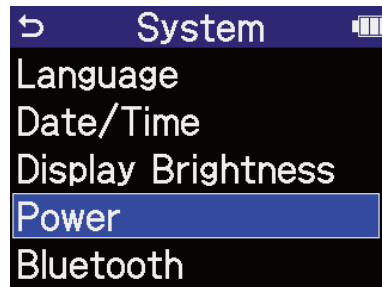 System
Language
Date/Time
Display Brightness
Power
Bluetooth